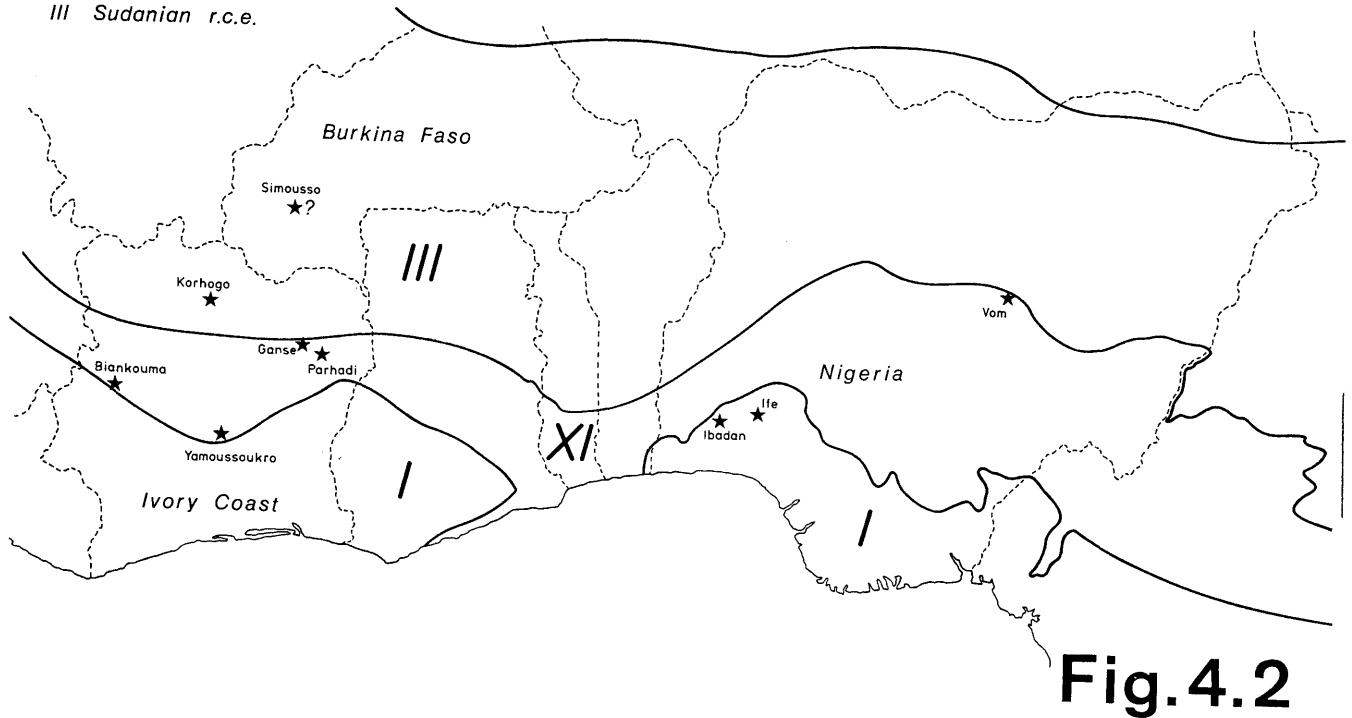 III Sudanian r.c.e.
Burkina Faso
Simousso
?
III
Korhogo
Vom
Ganse
Parhadi
Biankouma
Nigeria
Ife
Ibadan
XI
Yamoussoukro
I
Ivory Coast
I
Fig.4.2